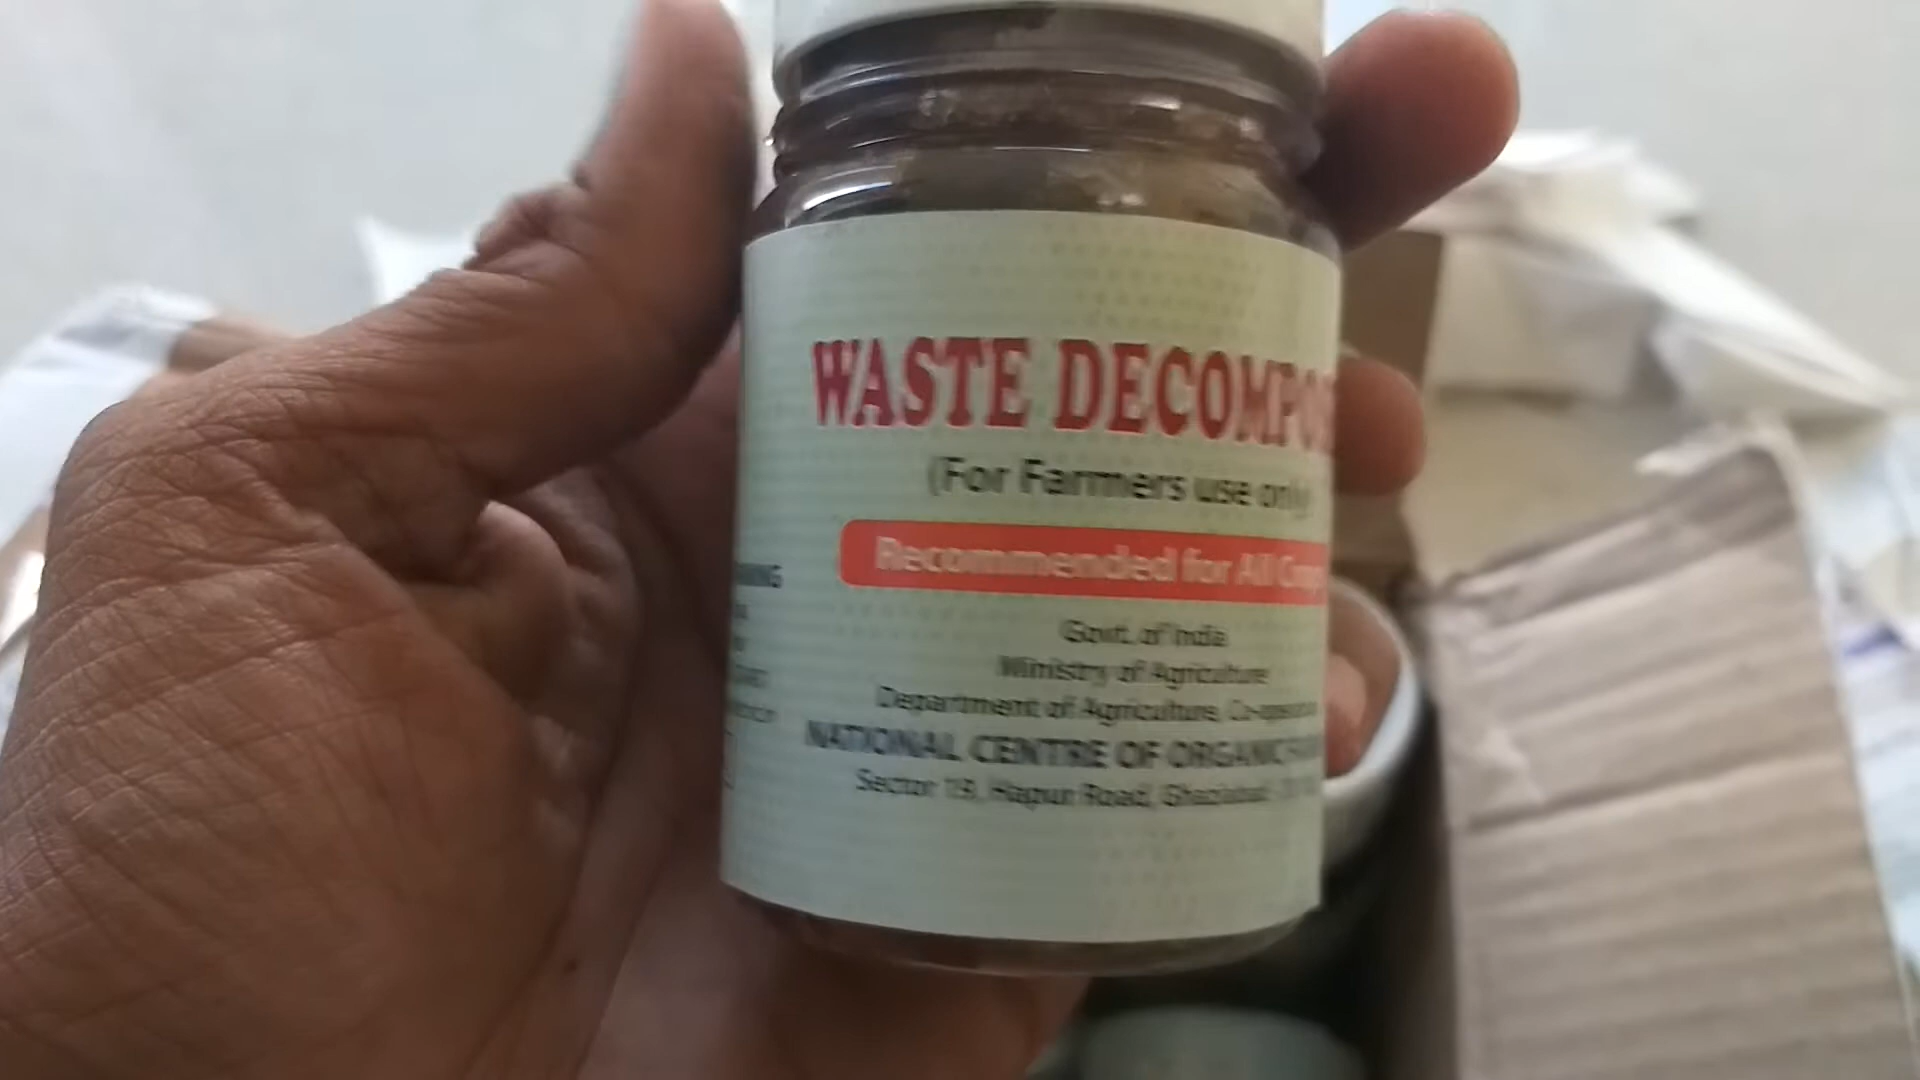 WASTE DECOMPO
(For Farmers use only
Recommended for All Crop
Govt. of India
Ministry of Agriculture
Department of Agriculture, Co-opera
NATIONAL CENTRE OF ORGANIC
Sector 19, Hapur Road, Ghaziabad